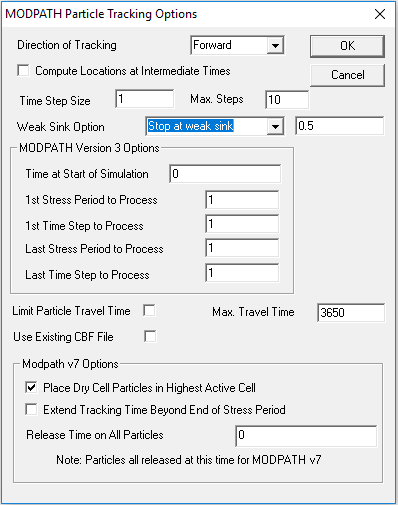 MODPATH Particle Tracking Options
Direction of Tracking Forward OK
Compute Locations at Intermediate Times Cancel
Time Step Size 1 Max. Steps 10
Weak Sink Option Stop at weak sink 0.5
MODPATH Version 3 Options
Time at Start of Simulation 0
1st Stress Period to Process 1
1st Time Step to Process 1
Last Stress Period to Process 1
Last Time Step to Process 1
Limit Particle Travel Time Max. Travel Time 3650
Use Existing CBF File
Modpath v7 Options
Place Dry Cell Particles in Highest Active Cell
Extend Tracking Time Beyond End of Stress Period
Release Time on All Particles 0
Note: Particles all released at this time for MODPATH v7